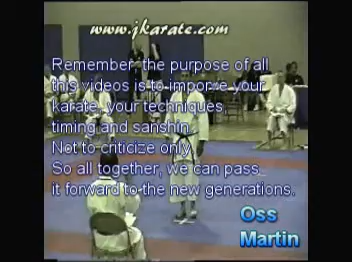 www.jkarate.com
Remember, the purpose of all
this videos is to imporze your
karate, your techniques,
timing and sanshin.
Not to criticize only.
So all together, we can pass
it forward to the new generations.
Oss
Martin